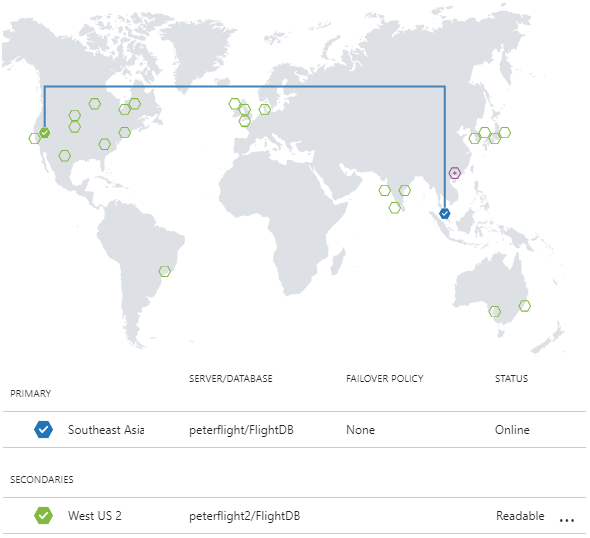 SERVER/DATABASE FAILOVER POLICY STATUS
PRIMARY
Southeast Asia peterflight/FlightDB None Online
SECONDARIES
West US 2 peterflight2/FlightDB Readable ...